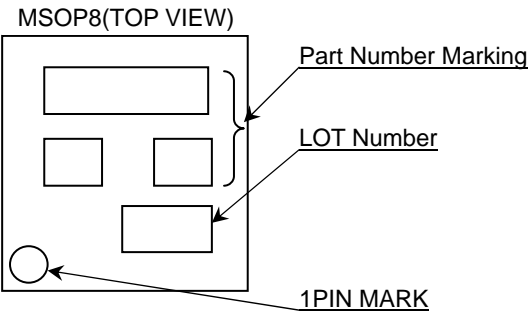 MSOP8(TOP VIEW)
Part Number Marking
LOT Number
1PIN MARK